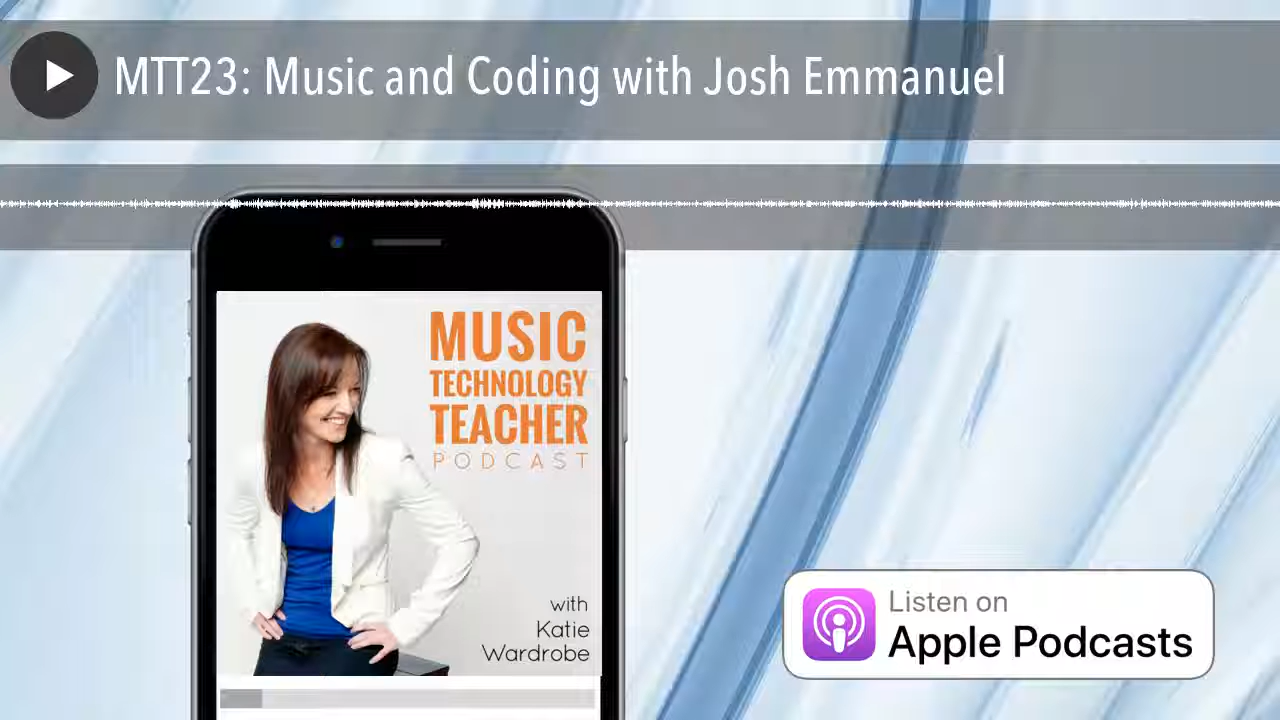 MTT23: Music and Coding with Josh Emmanuel
MUSIC
TECHNOLOGY
TEACHER
PODCAST
with
Katie
Wardrobe
Listen on
Apple Podcasts